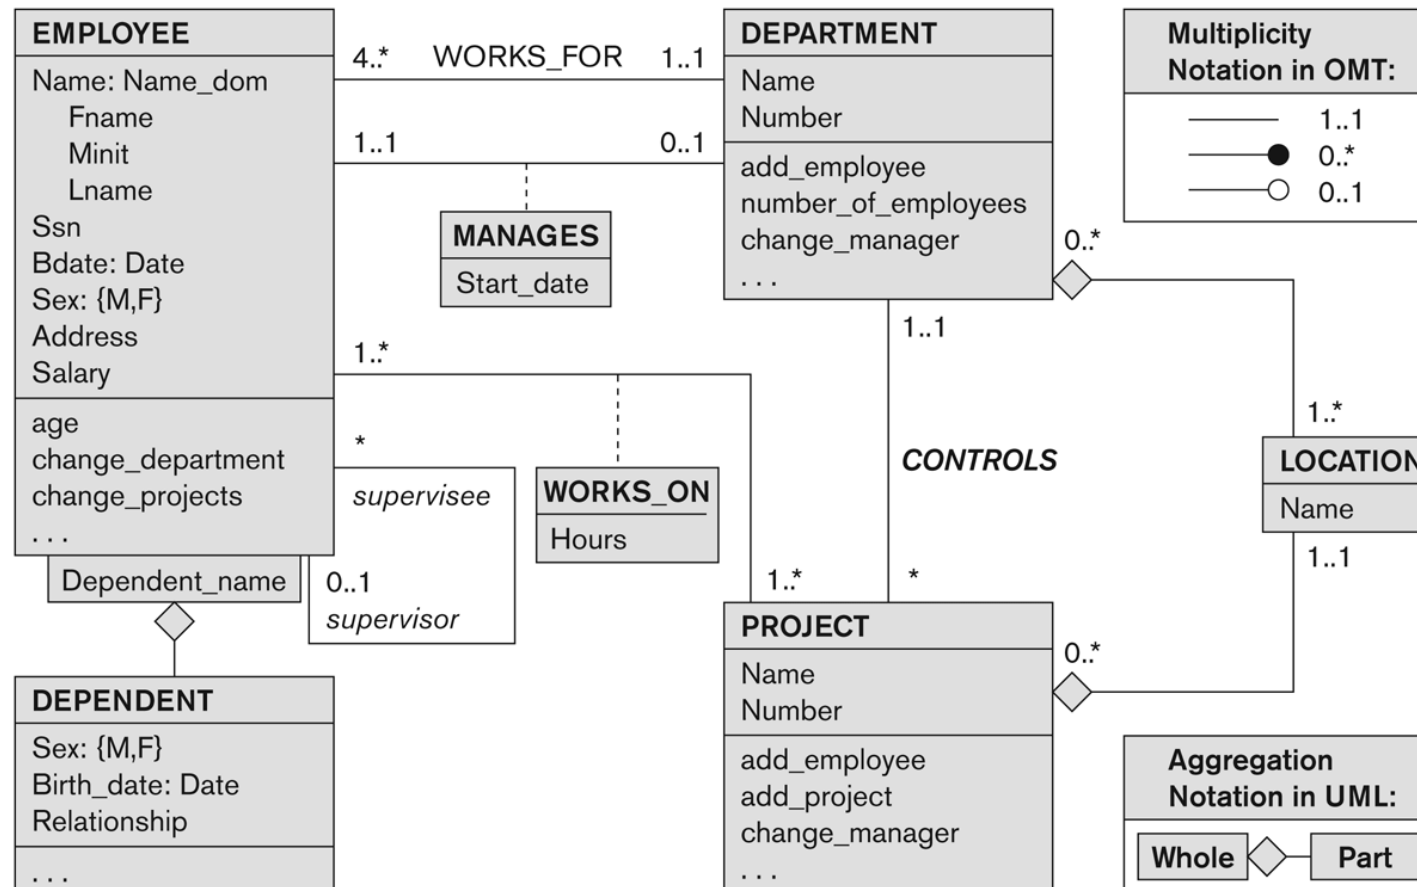 EMPLOYEE
Name: Name_dom
Fname
Minit
Lname
Ssn
Bdate: Date
Sex: {M,F}
Address
Salary
age
change_department
change_projects
. . .
Dependent_name
DEPENDENT
Sex: {M,F}
Birth_date: Date
Relationship
. . .
4..* WORKS_FOR 1..1
1..1 0..1
MANAGES
Start_date
1..*
*
supervisee
0..1
supervisor
WORKS_ON
Hours
1..*
DEPARTMENT
Name
Number
add_employee
number_of_employees
change_manager
. . .
0..*
1..1
CONTROLS
*
1..*
LOCATION
Name
1..1
PROJECT
Name
Number
add_employee
add_project
change_manager
. . .
0..*
Multiplicity
Notation in OMT:
1..1
0..*
0..1
Aggregation
Notation in UML:
Whole Part